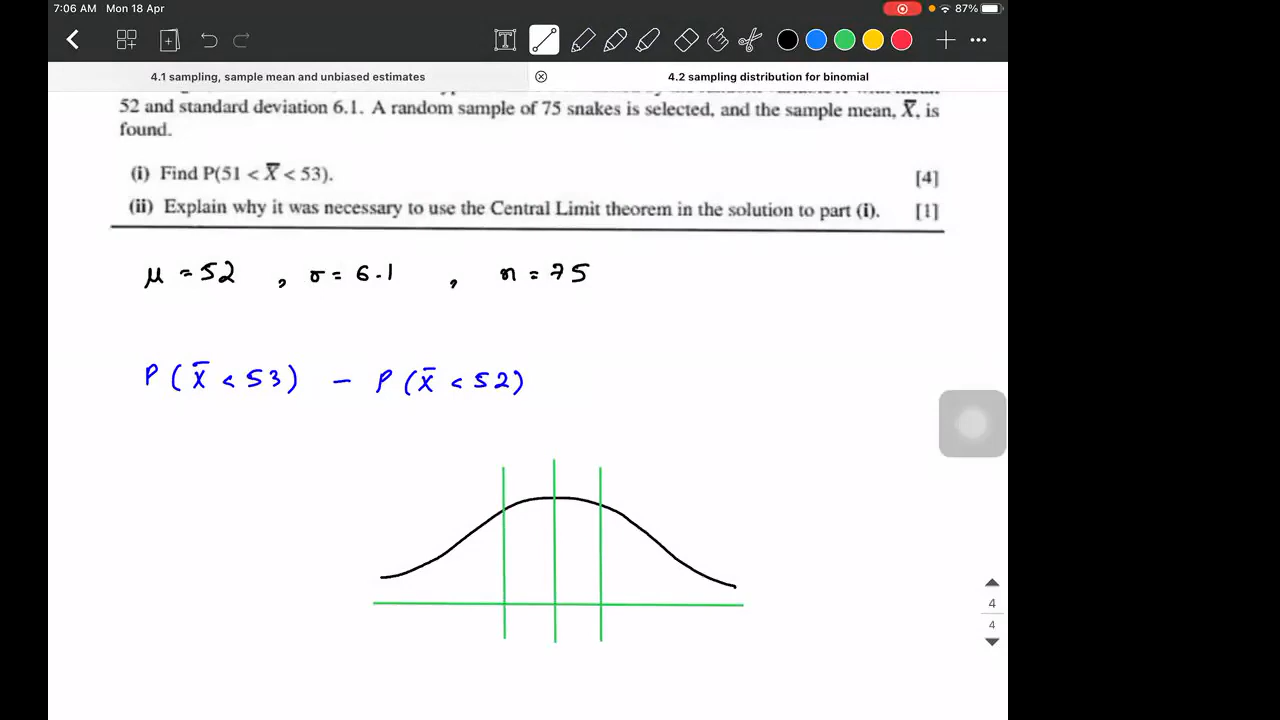 7:06 AM Mon 18 Apr
87%
4.1 sampling, sample mean and unbiased estimates
4.2 sampling distribution for binomial
52 and standard deviation 6.1. A random sample of 75 snakes is selected, and the sample mean, X̅, is
found.
(i) Find P(51 < X̅ < 53). [4]
(ii) Explain why it was necessary to use the Central Limit theorem in the solution to part (i). [1]
μ = 52 , σ = 6.1 , n = 75
P ( X̅ < 53 ) − P ( X̅ < 52 )
4
4